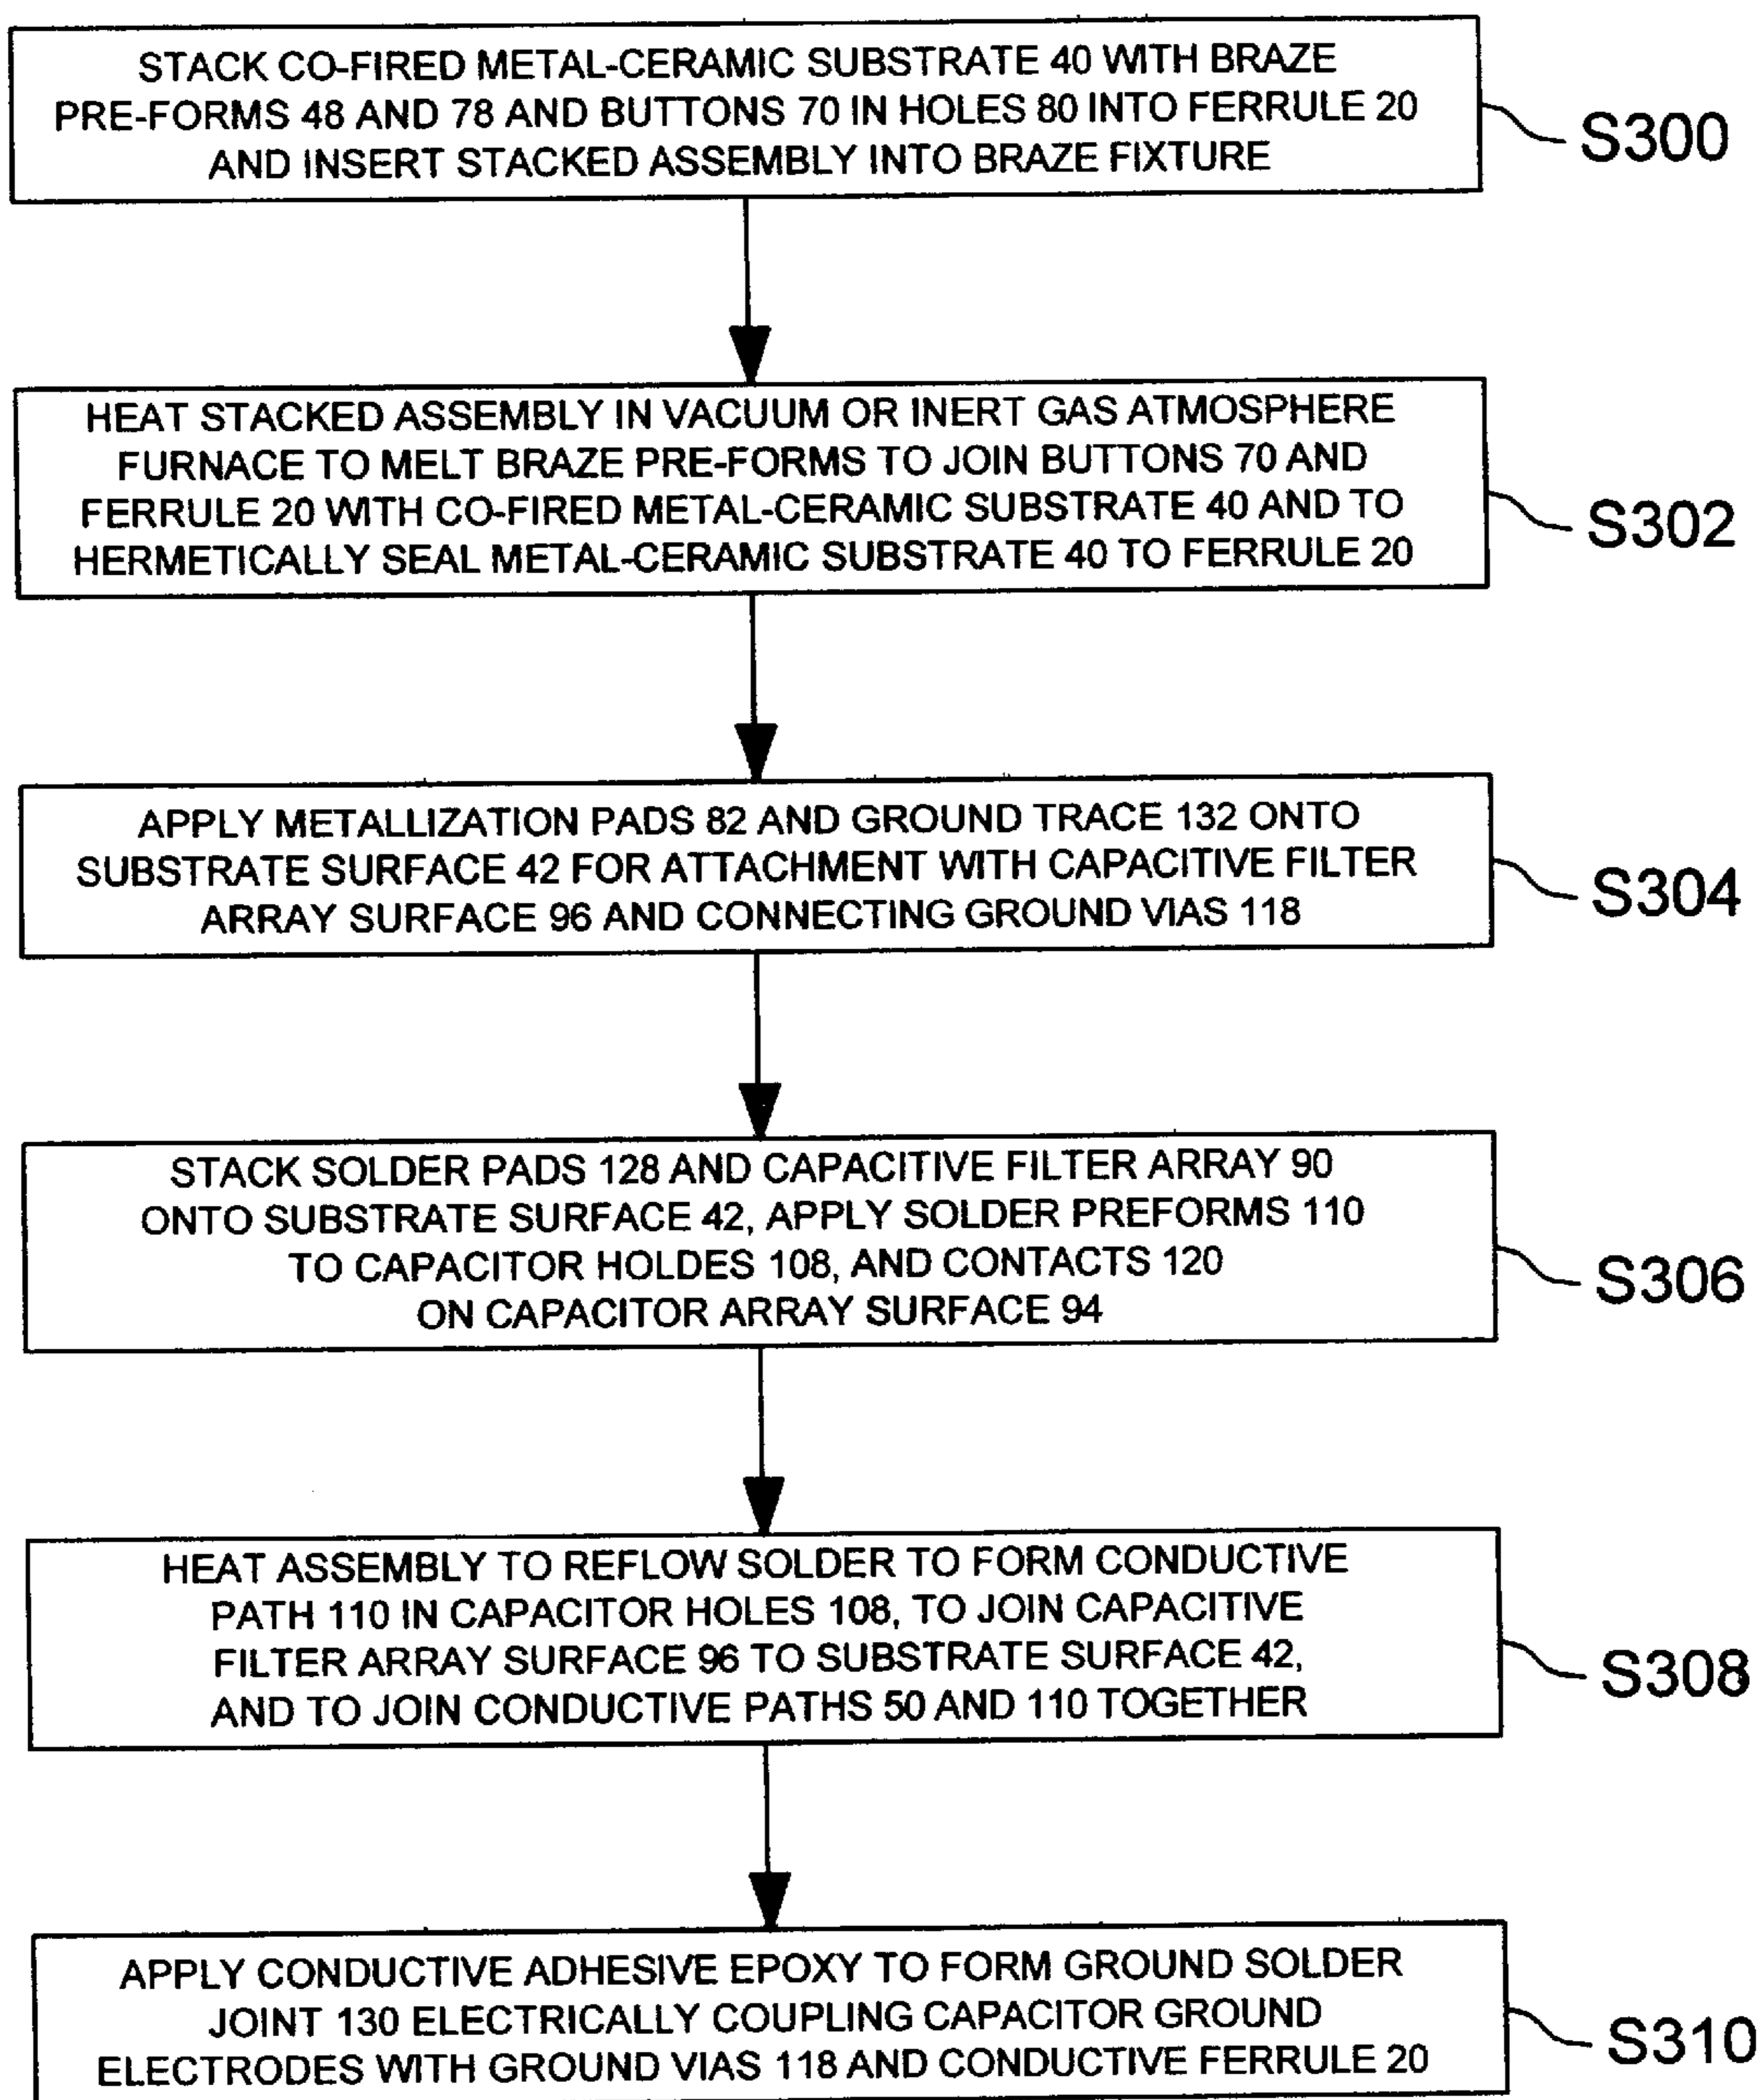 STACK CO-FIRED METAL-CERAMIC SUBSTRATE 40 WITH BRAZE
PRE-FORMS 48 AND 78 AND BUTTONS 70 IN HOLES 80 INTO FERRULE 20
AND INSERT STACKED ASSEMBLY INTO BRAZE FIXTURE
S300
HEAT STACKED ASSEMBLY IN VACUUM OR INERT GAS ATMOSPHERE
FURNACE TO MELT BRAZE PRE-FORMS TO JOIN BUTTONS 70 AND
FERRULE 20 WITH CO-FIRED METAL-CERAMIC SUBSTRATE 40 AND TO
HERMETICALLY SEAL METAL-CERAMIC SUBSTRATE 40 TO FERRULE 20
S302
APPLY METALLIZATION PADS 82 AND GROUND TRACE 132 ONTO
SUBSTRATE SURFACE 42 FOR ATTACHMENT WITH CAPACITIVE FILTER
ARRAY SURFACE 96 AND CONNECTING GROUND VIAS 118
S304
STACK SOLDER PADS 128 AND CAPACITIVE FILTER ARRAY 90
ONTO SUBSTRATE SURFACE 42, APPLY SOLDER PREFORMS 110
TO CAPACITOR HOLDES 108, AND CONTACTS 120
ON CAPACITOR ARRAY SURFACE 94
S306
HEAT ASSEMBLY TO REFLOW SOLDER TO FORM CONDUCTIVE
PATH 110 IN CAPACITOR HOLES 108, TO JOIN CAPACITIVE
FILTER ARRAY SURFACE 96 TO SUBSTRATE SURFACE 42,
AND TO JOIN CONDUCTIVE PATHS 50 AND 110 TOGETHER
S308
APPLY CONDUCTIVE ADHESIVE EPOXY TO FORM GROUND SOLDER
JOINT 130 ELECTRICALLY COUPLING CAPACITOR GROUND
ELECTRODES WITH GROUND VIAS 118 AND CONDUCTIVE FERRULE 20
S310